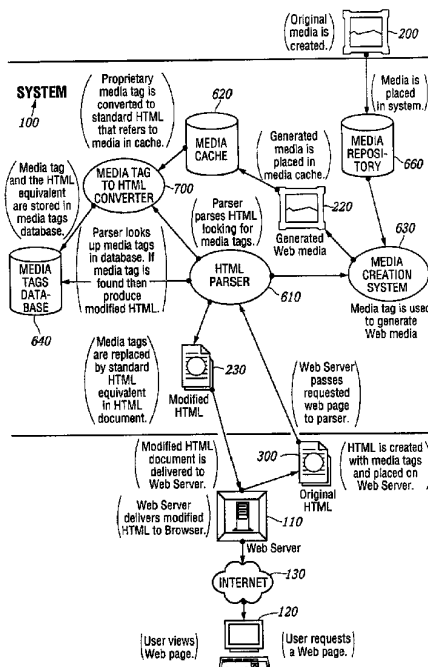 Original
media is
created.
200
SYSTEM
100
Proprietary
media tag is
converted to
standard HTML
that refers to
media in cache.
620
MEDIA
CACHE
Media is
placed
in system.
MEDIA
REPOSI-
TORY
660
Generated
media is
placed in
media cache.
220
Generated
Web media
Media tag
and the HTML
equivalent
are stored in
media tags
database.
MEDIA TAG
TO HTML
CONVERTER
700
Parser
parses HTML
looking for
media tags.
630
MEDIA
CREATION
SYSTEM
Media tag is used
to generate
Web media
Parser looks
up media tags
in database. If
media tag is
found then
produce
modified HTML.
HTML
PARSER
610
MEDIA
TAGS
DATA-
BASE
640
Media tags
are replaced
by standard
HTML
equivalent
in HTML
document.
230
Modified
HTML
Web Server
passes
requested
web page
to parser.
Modified HTML
document is
delivered to
Web Server.
300
Original
HTML
HTML is created
with media tags
and placed on
Web Server.
Web Server
delivers modified
HTML to Browser.
110
Web Server
INTERNET
130
120
User views
Web page.
User requests
a Web page.